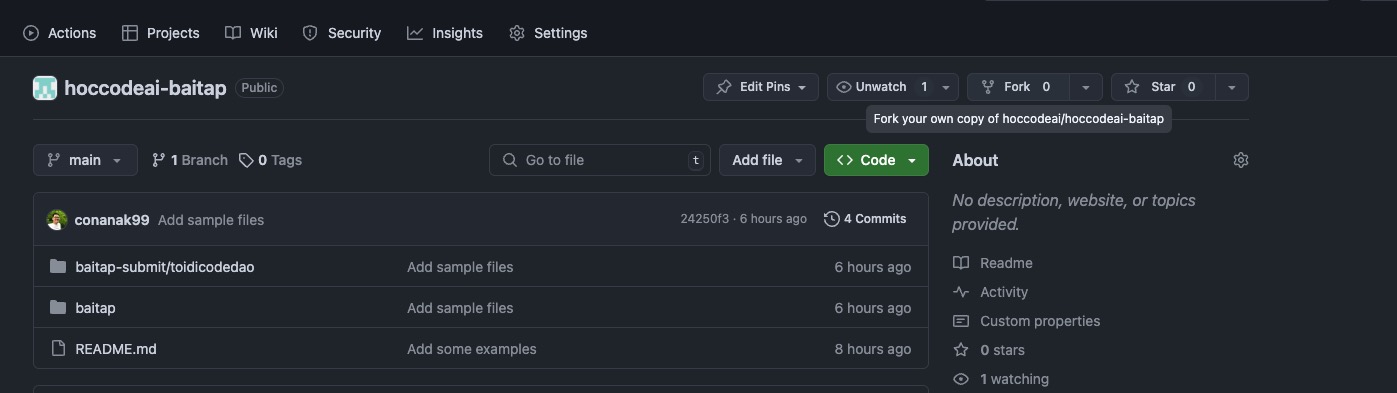 Actions Projects Wiki Security Insights Settings
hoccodeai-baitap Public Edit Pins Unwatch 1 Fork 0 Star 0
Fork your own copy of hoccodeai/hoccodeai-baitap
main 1 Branch 0 Tags Go to file t Add file Code About
No description, website, or topics
provided.
conanak99 Add sample files 24250f3 · 6 hours ago 4 Commits
baitap-submit/toidicodedao Add sample files 6 hours ago
baitap Add sample files 6 hours ago
README.md Add some examples 8 hours ago
Readme
Activity
Custom properties
0 stars
1 watching